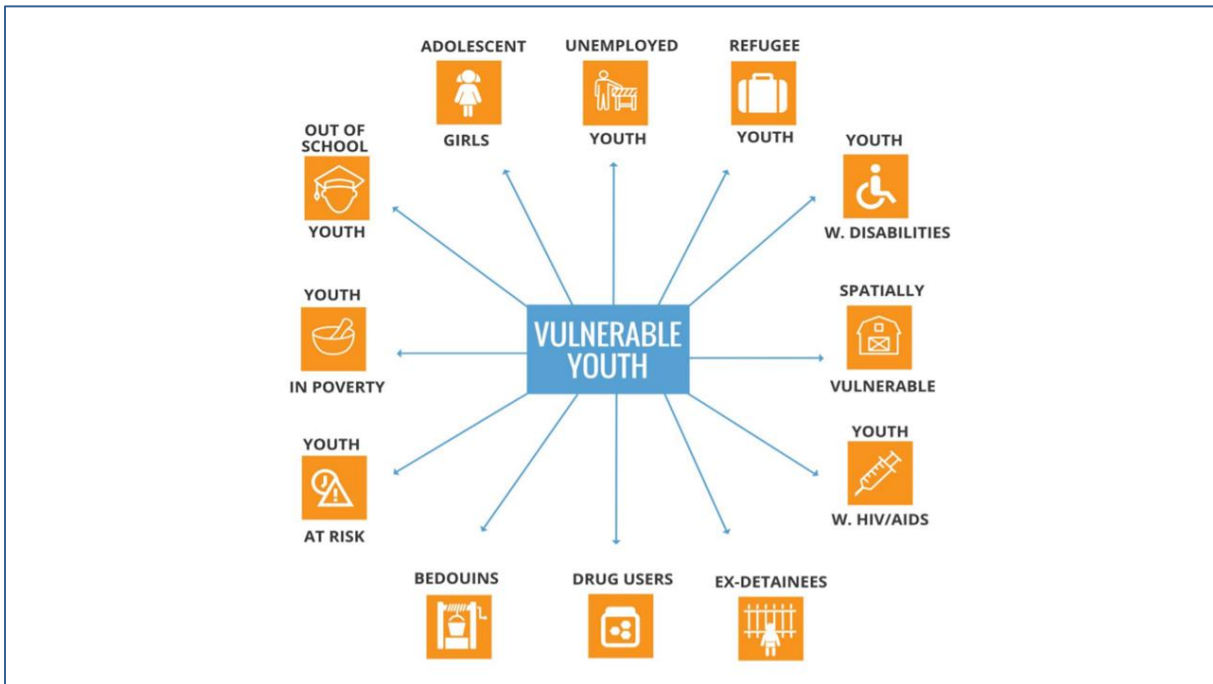 ADOLESCENT
GIRLS
UNEMPLOYED
YOUTH
REFUGEE
YOUTH
YOUTH
W. DISABILITIES
SPATIALLY
VULNERABLE
YOUTH
W. HIV/AIDS
EX-DETAINEES
DRUG USERS
BEDOUINS
YOUTH
AT RISK
YOUTH
IN POVERTY
OUT OF
SCHOOL
YOUTH
VULNERABLE
YOUTH